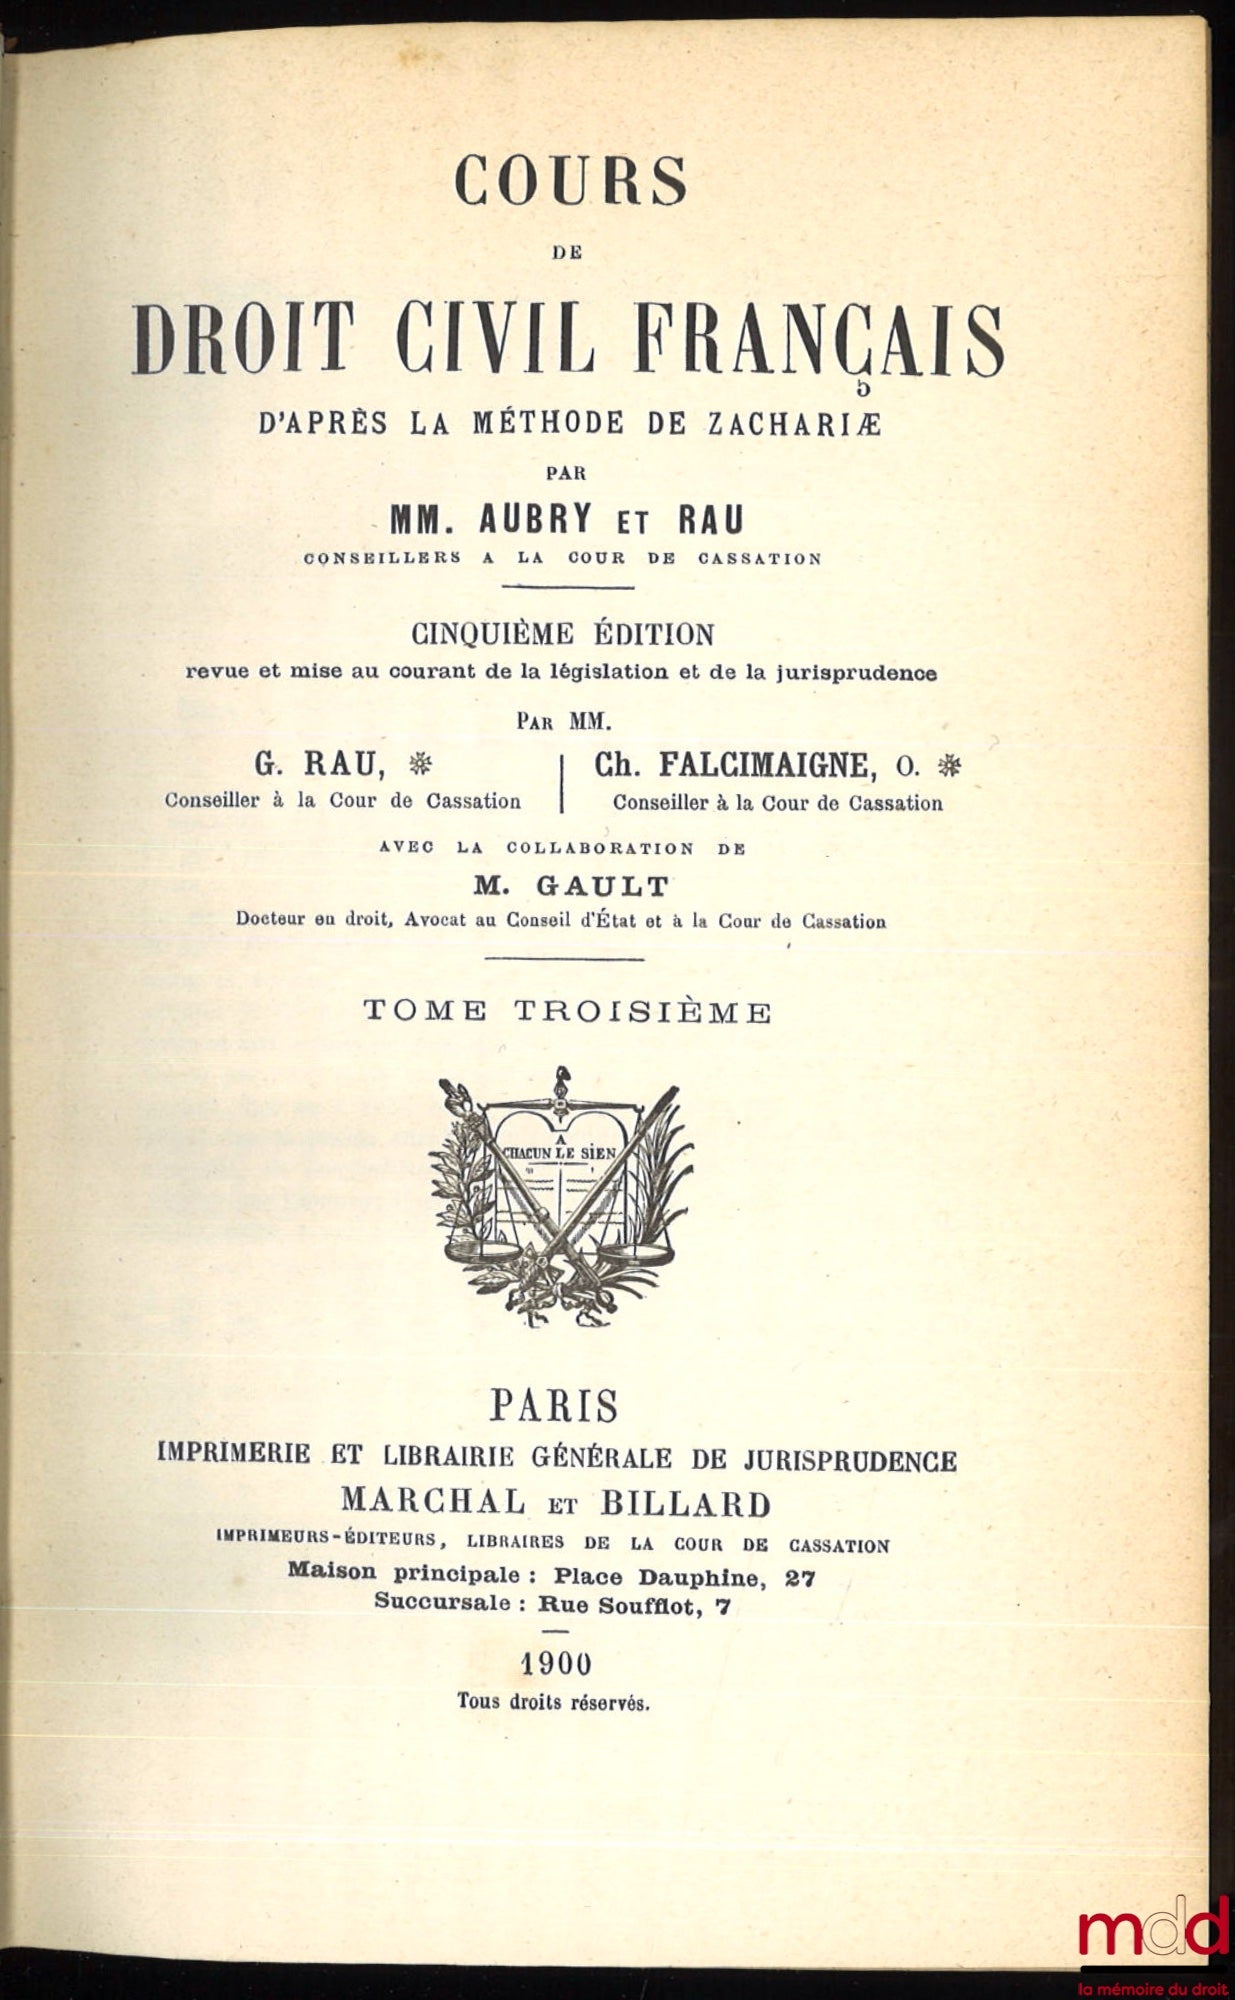 COURS
DE
DROIT CIVIL FRANÇAIS
D'APRÈS LA MÉTHODE DE ZACHARIÆ
PAR
MM. AUBRY ET RAU
CONSEILLERS A LA COUR DE CASSATION
CINQUIÈME ÉDITION
revue et mise au courant de la législation et de la jurisprudence
PAR MM.
G. RAU, ❉
Conseiller à la Cour de Cassation
Ch. FALCIMAIGNE, O. ❉
Conseiller à la Cour de Cassation
AVEC LA COLLABORATION DE
M. GAULT
Docteur en droit, Avocat au Conseil d'État et à la Cour de Cassation
TOME TROISIÈME
A
CHACUN LE SIEN
PARIS
IMPRIMERIE ET LIBRAIRIE GÉNÉRALE DE JURISPRUDENCE
MARCHAL ET BILLARD
IMPRIMEURS-ÉDITEURS, LIBRAIRES DE LA COUR DE CASSATION
Maison principale : Place Dauphine, 27
Succursale : Rue Soufflot, 7
1900
Tous droits réservés.
mdd
la mémoire du droit